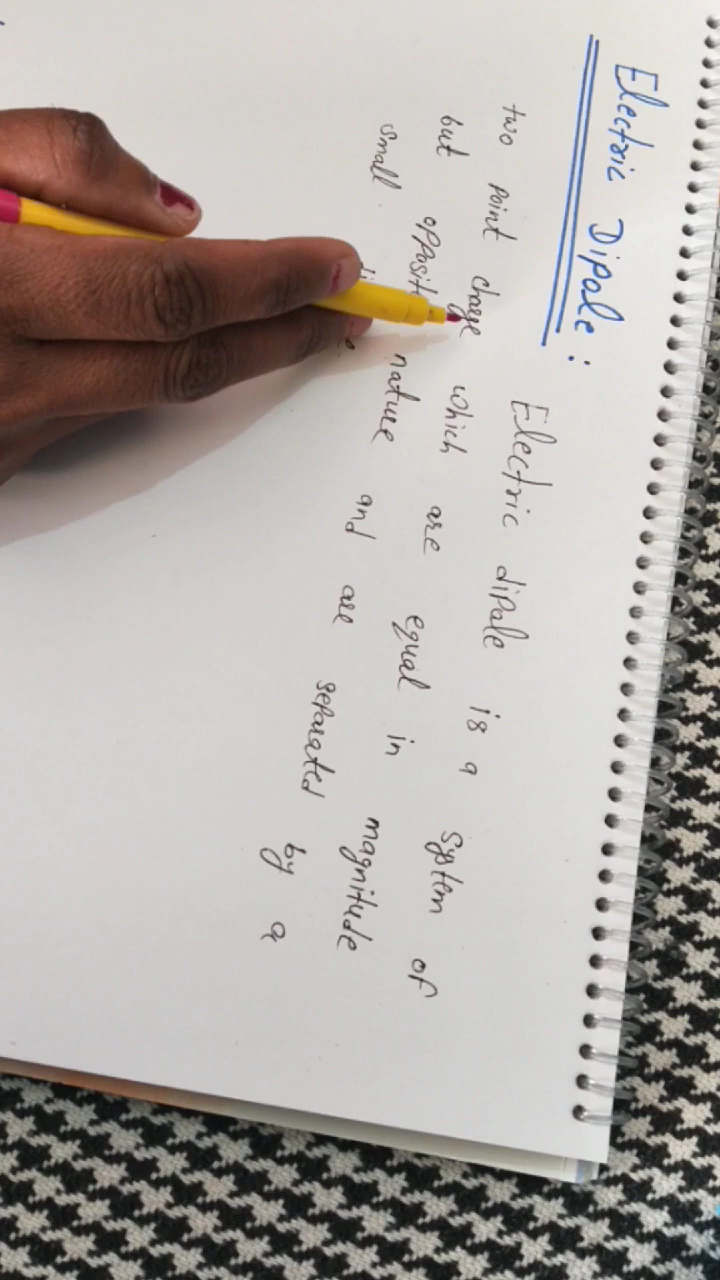 Electric Dipole:
Electric dipole is a system of
two point charge which are equal in magnitude
but opposite nature and are separated by a
small